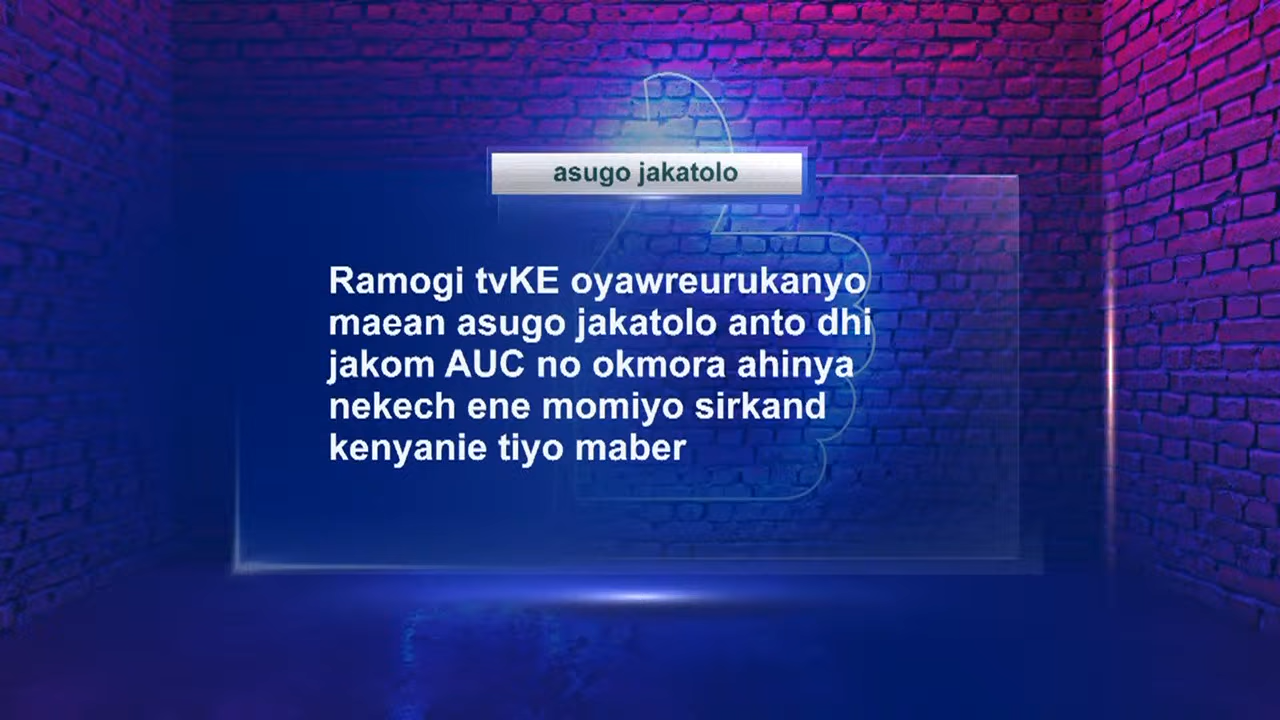 asugo jakatolo
Ramogi tvKE oyawreurukanyo
maean asugo jakatolo anto dhi
jakom AUC no okmora ahinya
nekech ene momiyo sirkand
kenyanie tiyo maber